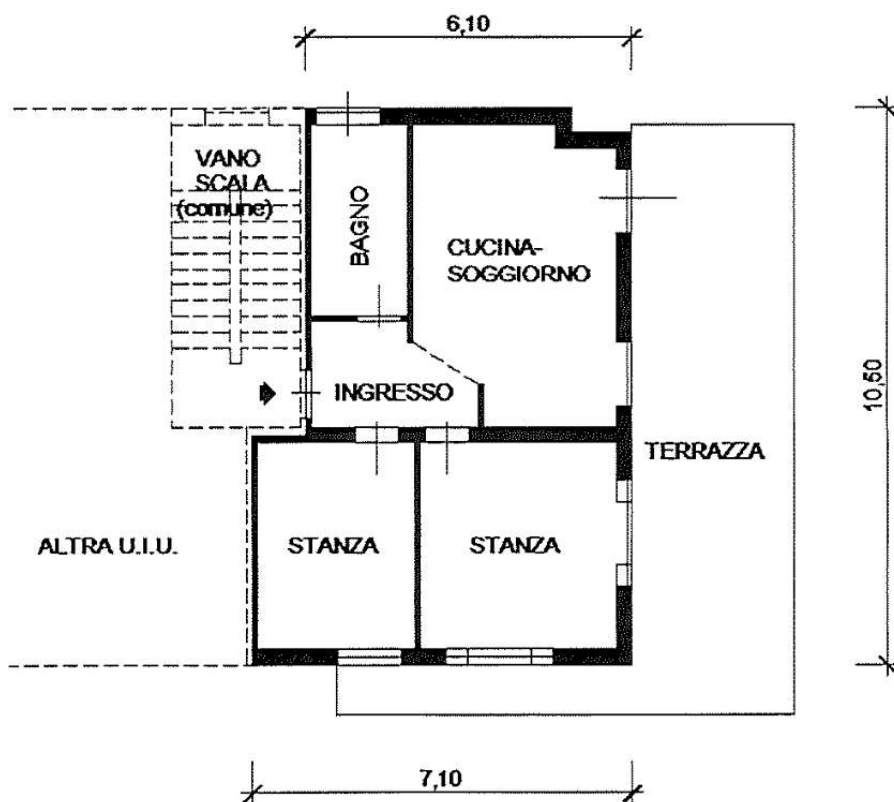 6,10
VANO
SCALA
(comune)
BAGNO
CUCINA-
SOGGIORNO
INGRESSO
10,50
TERRAZZA
ALTRA U.I.U.
STANZA
STANZA
7,10